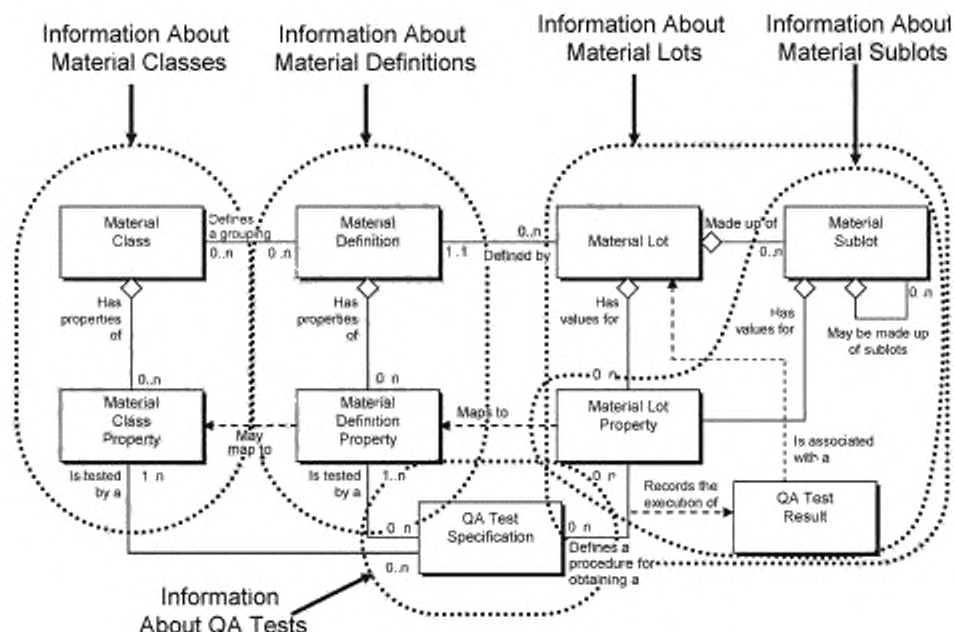 Information About
Material Classes
Information About
Material Definitions
Information About
Material Lots
Information About
Material Sublots
Material
Class
Defines
a grouping
0..n
0..n
Material
Definition
1..1
0..n
Defined by
Material Lot
Made up of
0..n
Material
Sublot
0..n
May be made up
of sublots
Has
properties
of
0..n
Has
properties
of
0..n
Has
values for
0..n
Has
values for
Material
Class
Property
May
map to
Material
Definition
Property
Maps to
Material Lot
Property
Is associated
with a
Is tested
by a
1..n
Is tested
by a
1..n
0..n
Records the
execution of
QA Test
Result
0..n
QA Test
Specification
0..n
0..n
Defines a
procedure for
obtaining a
Information
About QA Tests